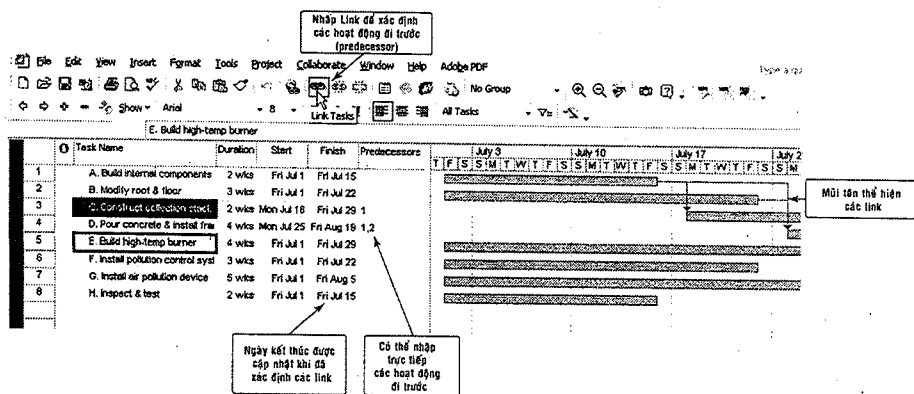 Nhấp Link để xác định
các hoạt động đi trước
(predecessor)
File Edit View Insert Format Tools Project Collaborate Window Help Adobe PDF
No Group
Show Arial 8 All Tasks
Link Tasks
E. Build high-temp burner
Task Name Duration Start Finish Predecessors
July 3 July 10 July 17 July 2
T F S S M T W T F S S M T W T F S S M T W T F S S M
1 A. Build internal components 2 wks Fri Jul 1 Fri Jul 15
2 B. Modify root & floor 3 wks Fri Jul 1 Fri Jul 22
3 C. Construct collection stack 2 wks Mon Jul 18 Fri Jul 29 1
4 D. Pour concrete & install frar 4 wks Mon Jul 25 Fri Aug 19 1,2
5 E. Build high-temp burner 4 wks Fri Jul 1 Fri Jul 29
6 F. Install pollution control syst 3 wks Fri Jul 1 Fri Jul 22
7 G. Install air pollution device 5 wks Fri Jul 1 Fri Aug 5
8 H. Inspect & test 2 wks Fri Jul 1 Fri Jul 15
Mũi tên thể hiện
các link
Ngày kết thúc được
cập nhật khi đã
xác định các link
Có thể nhập
trực tiếp
các hoạt động
đi trước